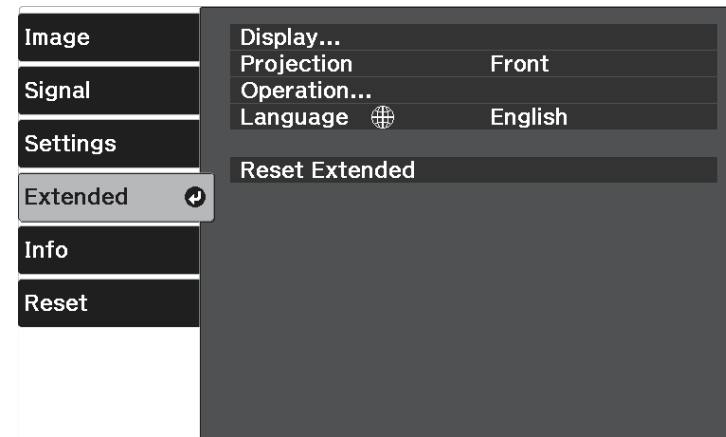 Image
Signal
Settings
Extended
Info
Reset
Display...
Projection Front
Operation...
Language English
Reset Extended